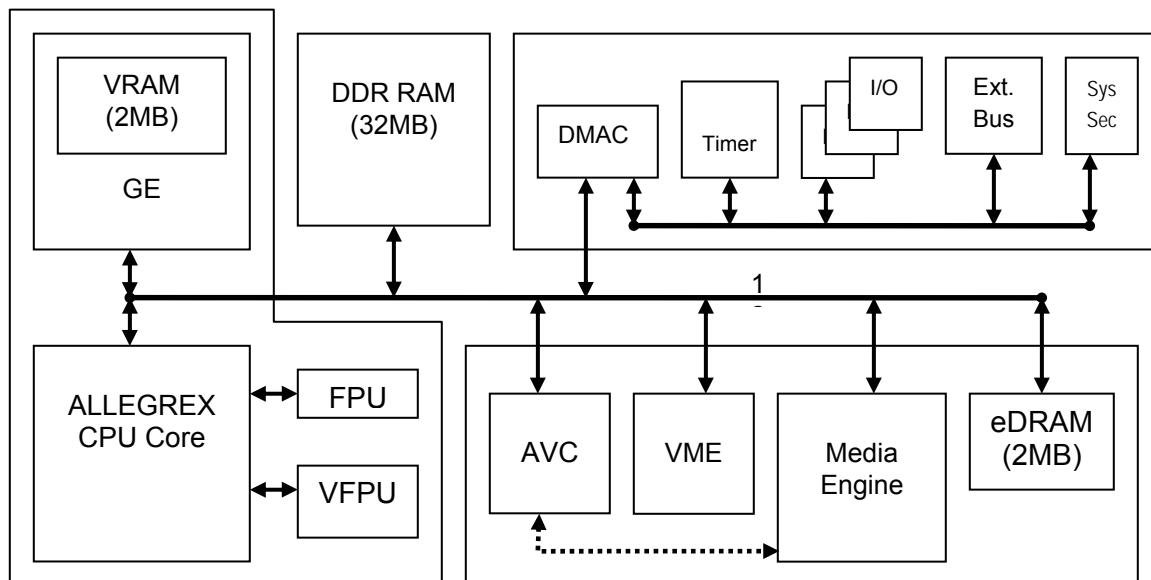 VRAM
(2MB)
GE
DDR RAM
(32MB)
DMAC
Timer
I/O
Ext.
Bus
Sys
Sec
ALLEGREX
CPU Core
FPU
VFPU
AVC
VME
Media
Engine
eDRAM
(2MB)